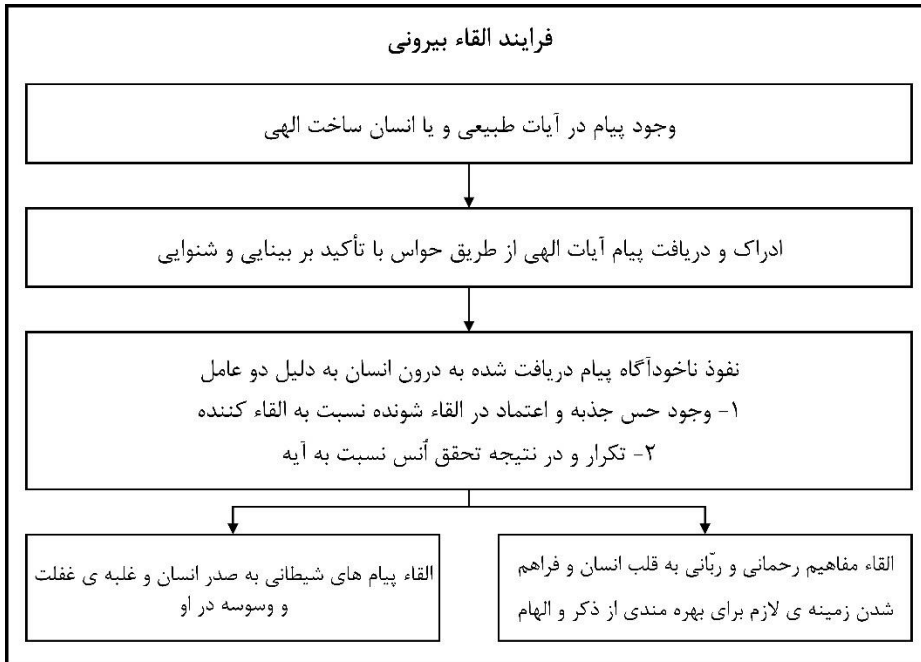 فرایند القاء بیرونی
وجود پیام در آیات طبیعی و یا انسان ساخت الهی
ادراک و دریافت پیام آیات الهی از طریق حواس با تأکید بر بینایی و شنوایی
نفوذ ناخودآگاه پیام دریافت شده به درون انسان به دلیل دو عامل
۱- وجود حس جذبه و اعتماد در القاء شونده نسبت به القاء کننده
۲- تکرار و در نتیجه تحقق اُنس نسبت به آیه
القاء مفاهیم رحمانی و ربّانی به قلب انسان و فراهم
شدن زمینه ی لازم برای بهره مندی از ذکر و الهام
القاء پیام های شیطانی به صدر انسان و غلبه ی غفلت
و وسوسه در او